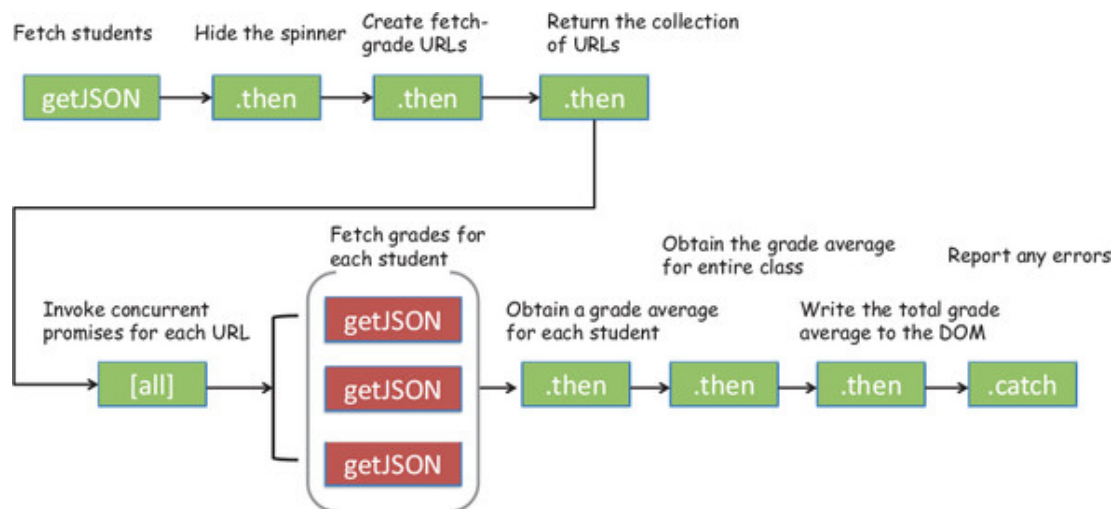 Fetch students
Hide the spinner
Create fetch-
grade URLs
Return the collection
of URLs
getJSON
.then
.then
.then
Fetch grades for
each student
Obtain the grade average
for entire class
Report any errors
Invoke concurrent
promises for each URL
getJSON
Obtain a grade average
for each student
Write the total grade
average to the DOM
[all]
getJSON
.then
.then
.then
.catch
getJSON